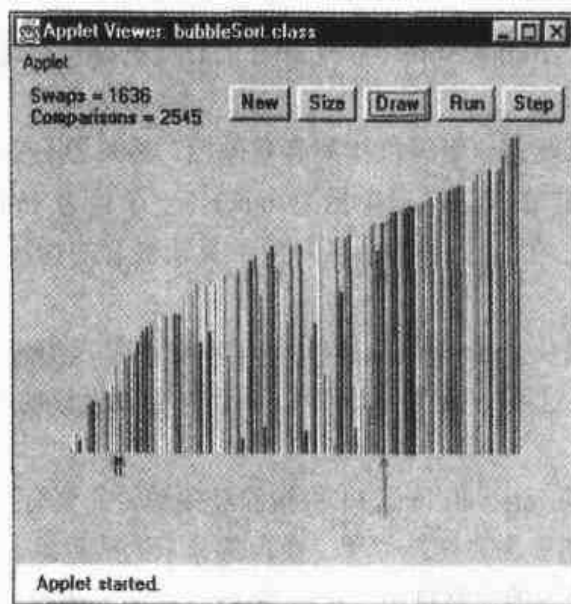 Applet Viewer: bubbleSort.class
Applet
Swaps = 1636
Comparisons = 2545
New Size Draw Run Step
Applet started.